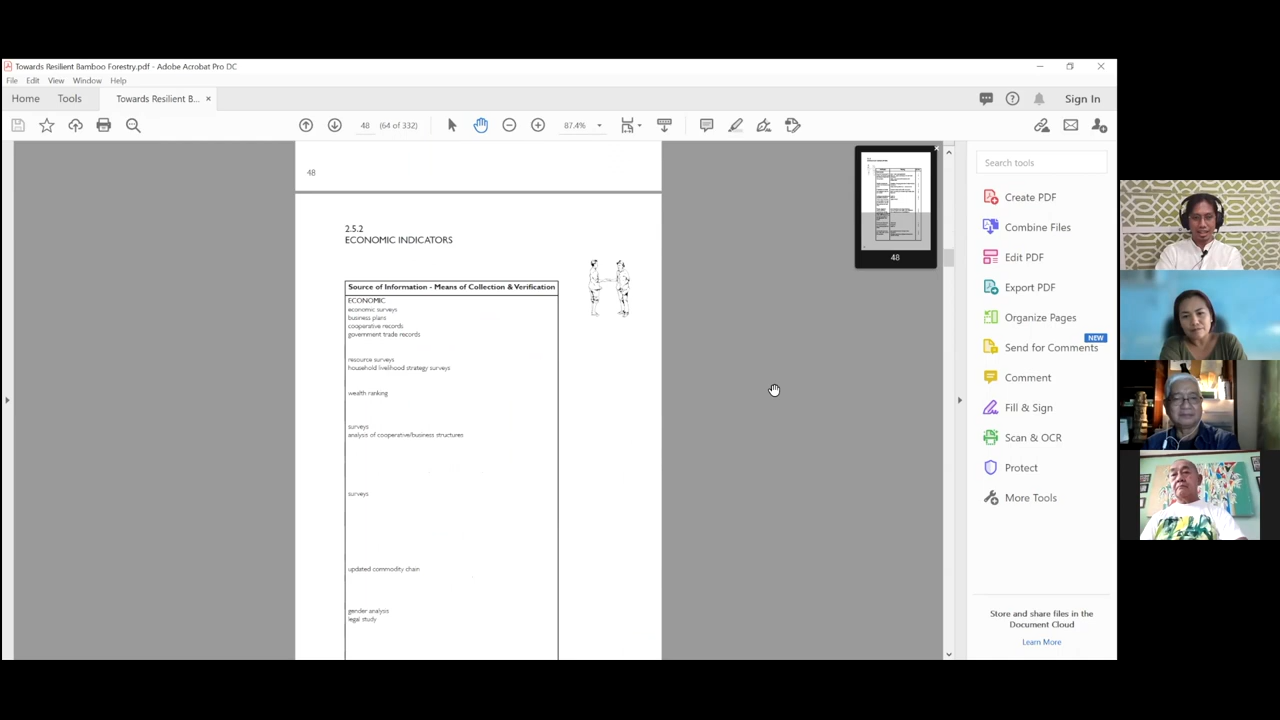 Towards Resilient Bamboo Forestry.pdf - Adobe Acrobat Pro DC
File Edit View Window Help
Home Tools Towards Resilient B... × Sign In
48 (64 of 332) 87.4%
48
2.5.2
ECONOMIC INDICATORS
Source of Information - Means of Collection & Verification
ECONOMIC
economic surveys
business plans
cooperative records
government trade records
resource surveys
household livelihood strategy surveys
wealth ranking
surveys
analysis of cooperative/business structures
surveys
updated commodity chain
gender analysis
legal study
48
Search tools
Create PDF
Combine Files
Edit PDF
Export PDF
Organize Pages
NEW
Send for Comments
Comment
Fill & Sign
Scan & OCR
Protect
More Tools
Store and share files in the
Document Cloud
Learn More